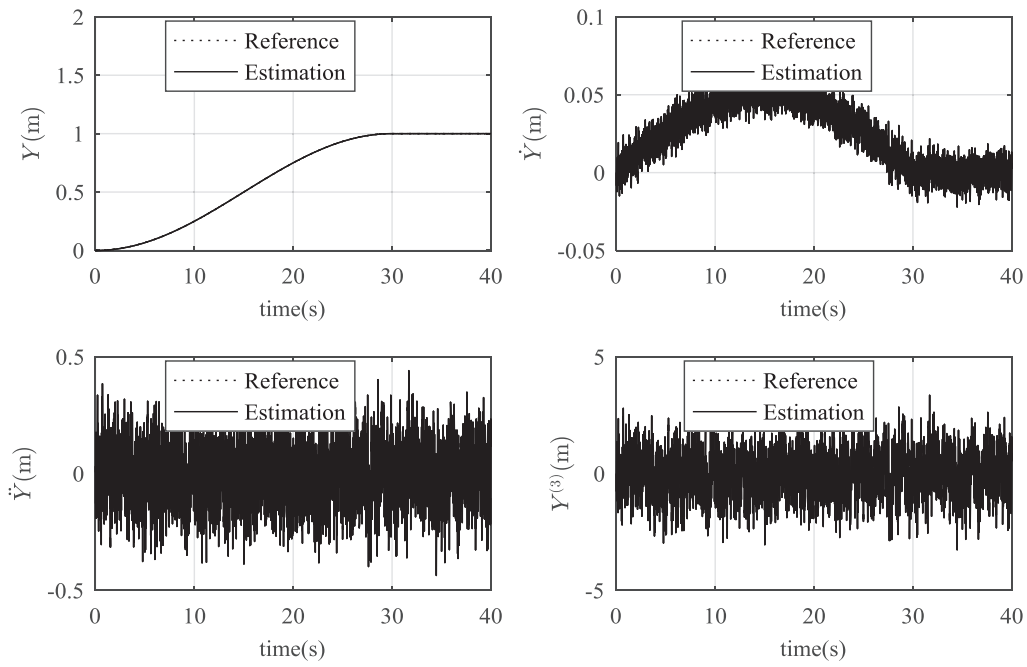 2
1.5
1
0.5
0
Y(m)
Reference
Estimation
0 10 20 30 40
time(s)
0.1
0.05
0
-0.05
Ẏ(m)
Reference
Estimation
0 10 20 30 40
time(s)
0.5
0
-0.5
Ÿ(m)
Reference
Estimation
0 10 20 30 40
time(s)
5
0
-5
Y⁽³⁾(m)
Reference
Estimation
0 10 20 30 40
time(s)